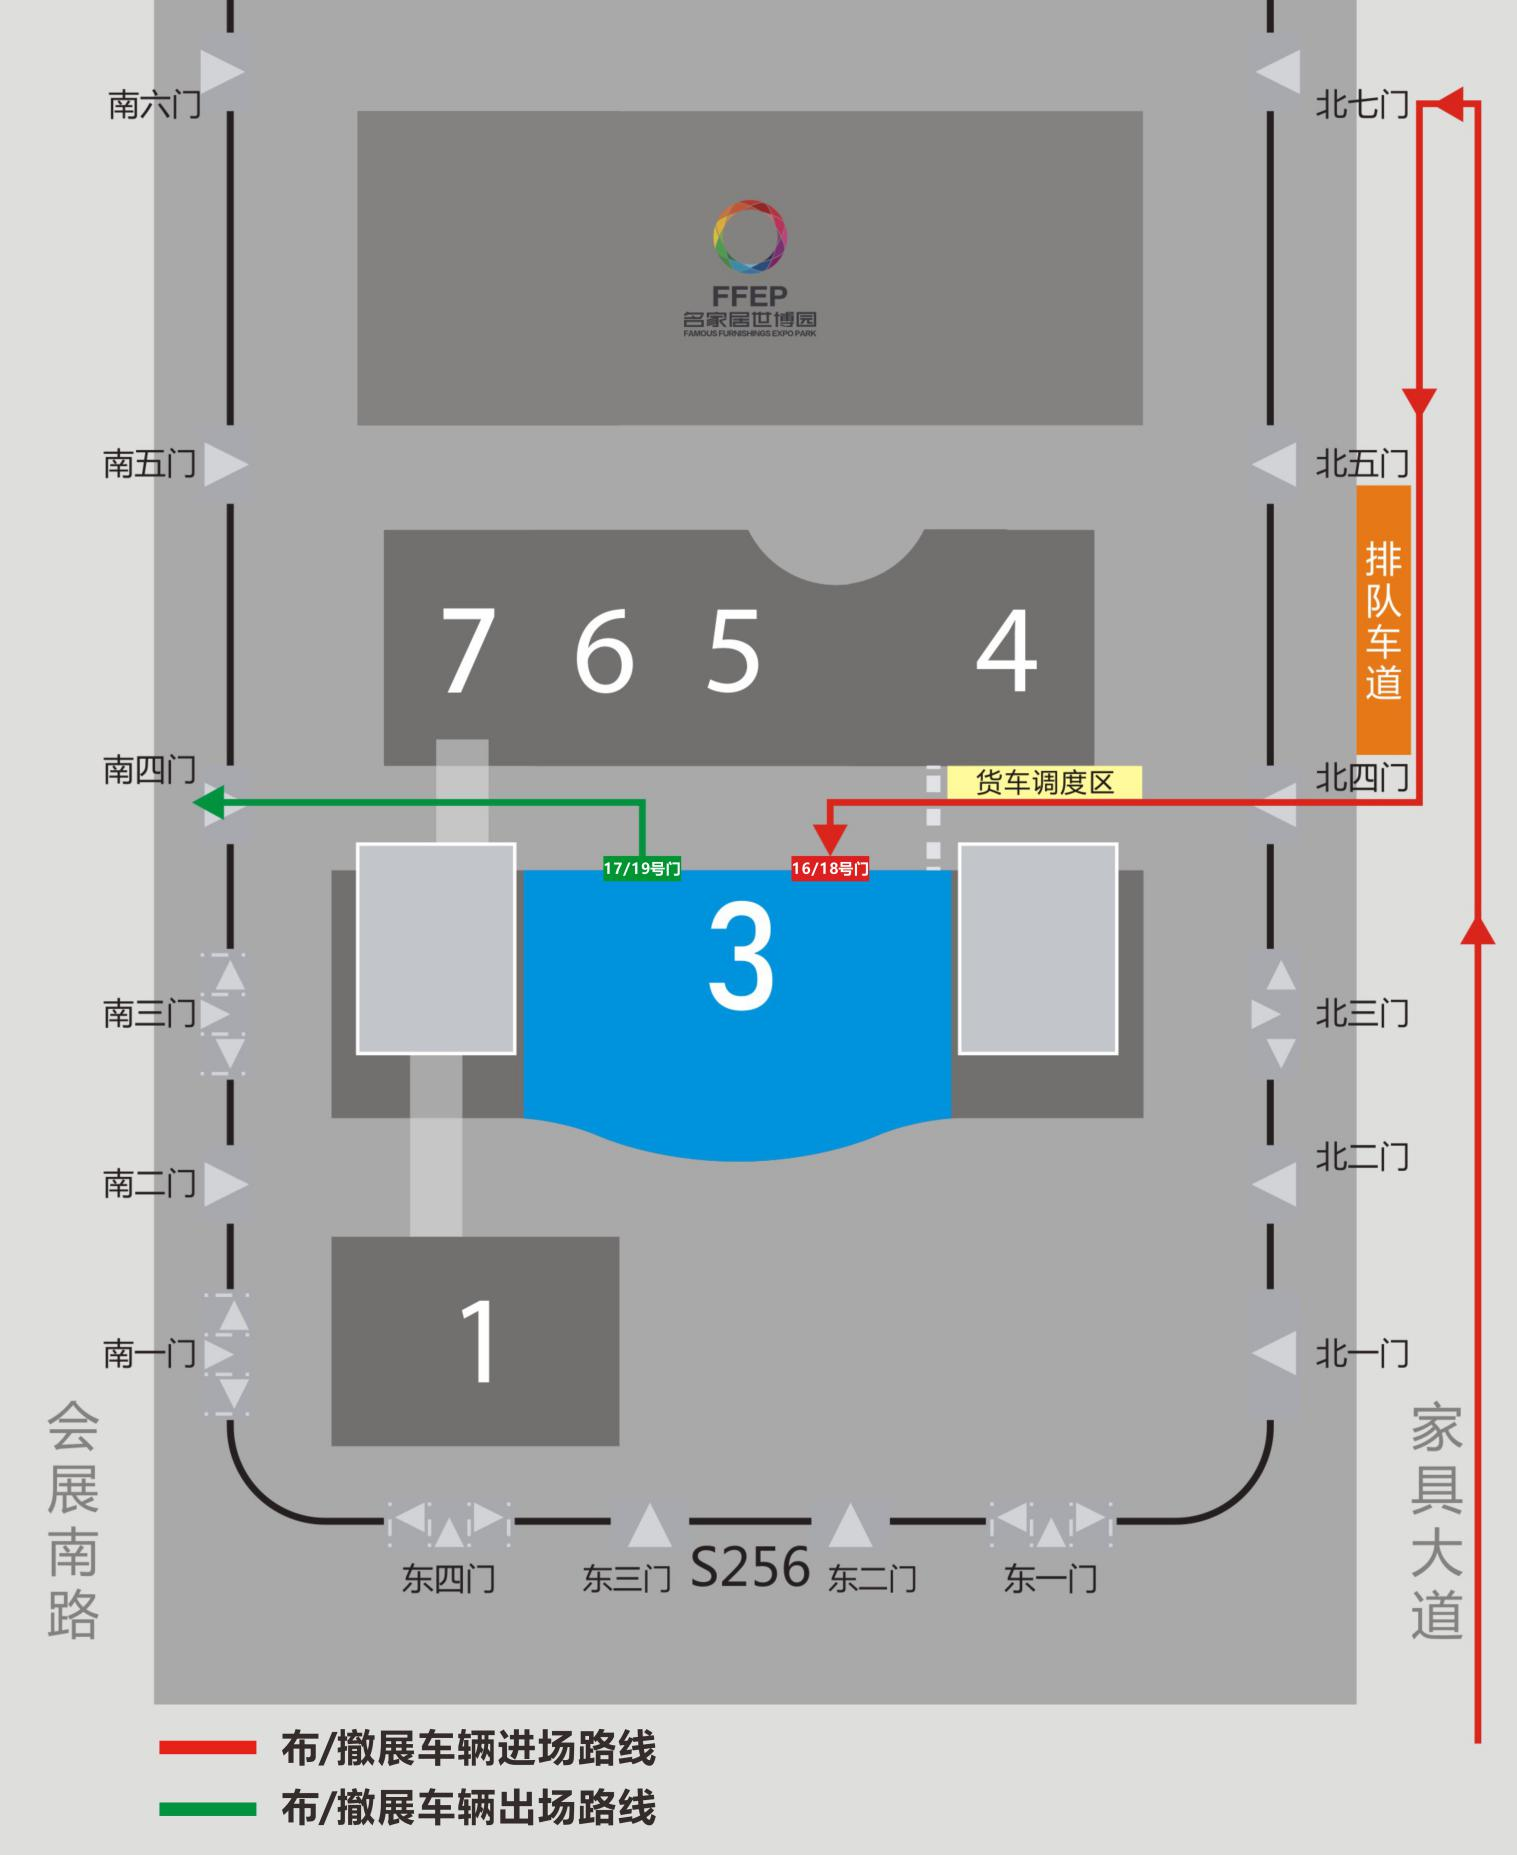 南六门
北七门
FFEP
名家居世博园
FAMOUS FURNISHINGS EXPO PARK
南五门
北五门
排队车道
7
6
5
4
南四门
货车调度区
北四门
17/19号门
16/18号门
3
南三门
北三门
南二门
北二门
1
南一门
北一门
会展南路
家具大道
东四门
东三门
S256
东二门
东一门
布/撤展车辆进场路线
布/撤展车辆出场路线